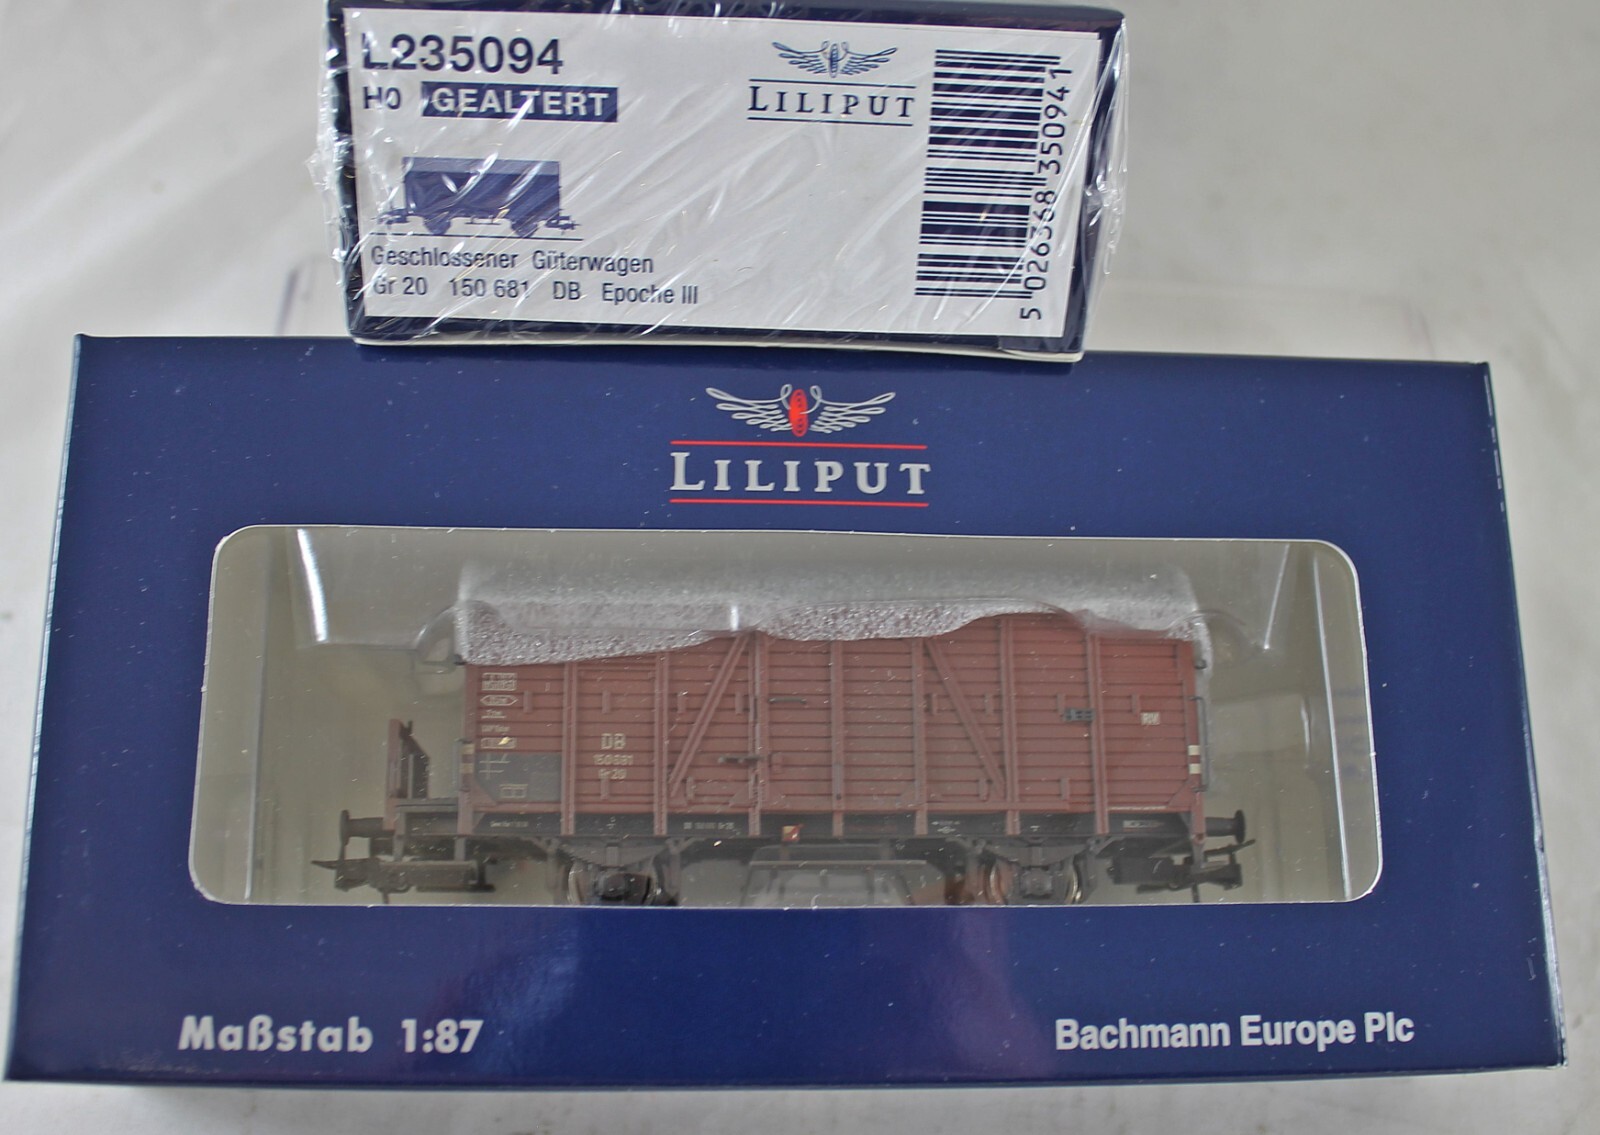 L235094
H0 GEALTERT
LILIPUT
Geschlossener Güterwagen
Gr 20 150 681 DB Epoche III
5 026368 350941
LILIPUT
DB
150 681
Gr 20
Maßstab 1:87
Bachmann Europe Plc